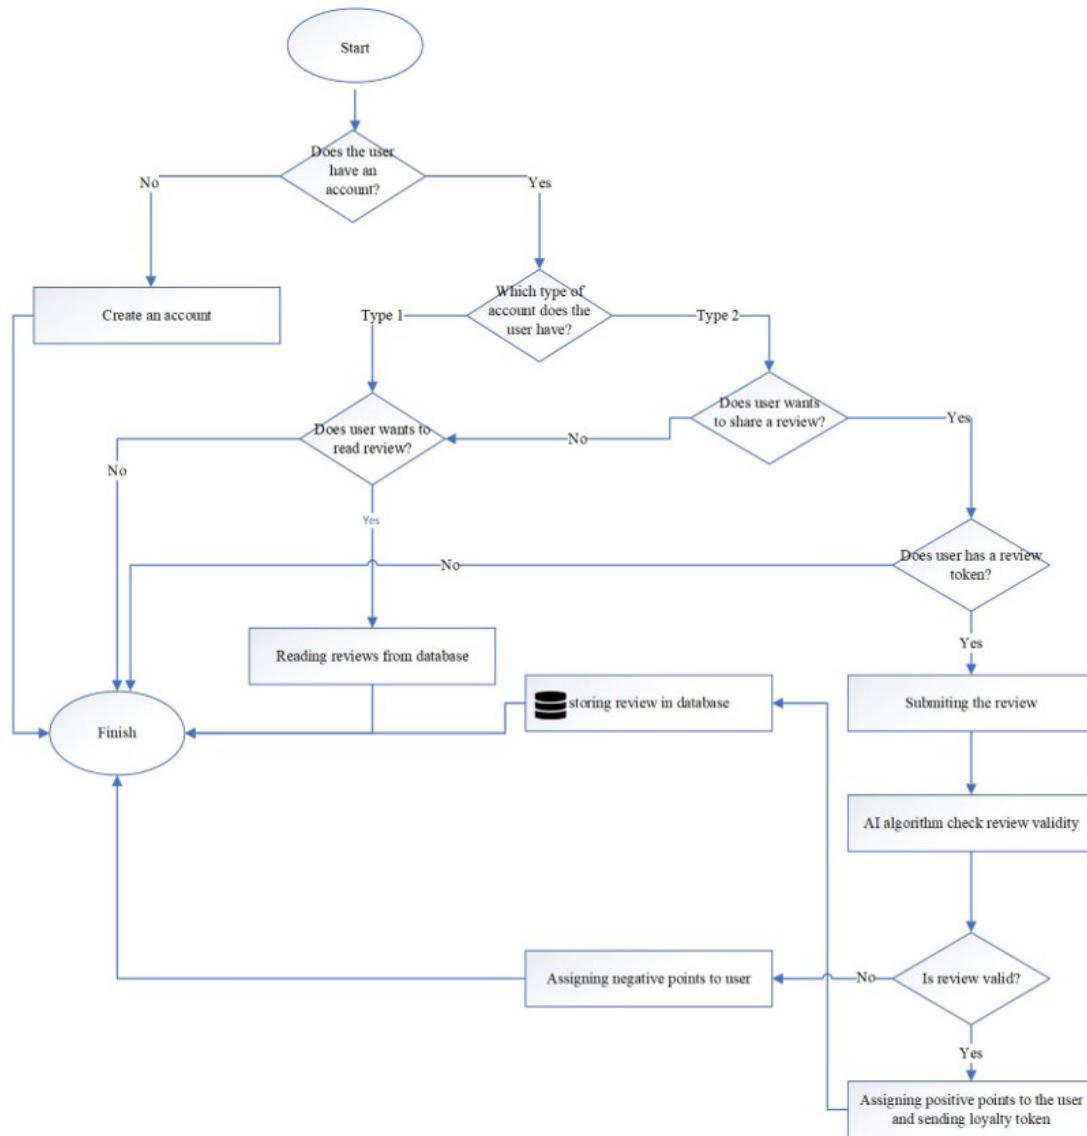 Start
Does the user
have an
account?
No
Yes
Create an account
Which type of
account does the
user have?
Type 1
Type 2
Does user wants to
read review?
Does user wants
to share a review?
No
Yes
No
Yes
Does user has a review
token?
No
Yes
Reading reviews from database
storing review in database
Submiting the review
Finish
AI algorithm check review validity
Assigning negative points to user
No
Is review valid?
Yes
Assigning positive points to the user
and sending loyalty token